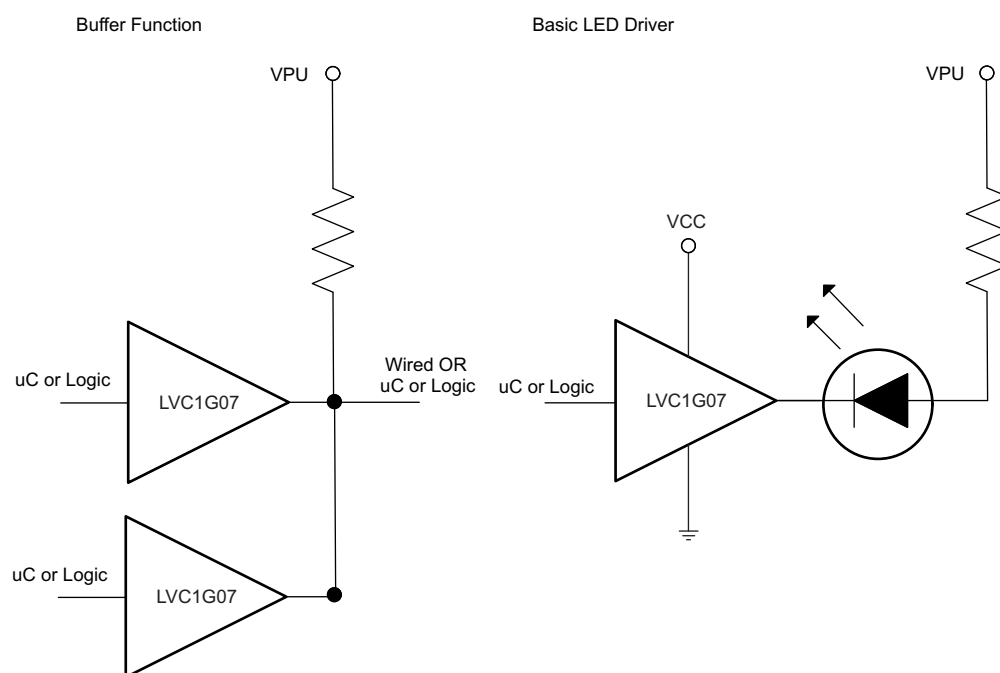 Buffer Function
VPU
uC or Logic
LVC1G07
Wired OR
uC or Logic
uC or Logic
LVC1G07
Basic LED Driver
VPU
VCC
uC or Logic
LVC1G07